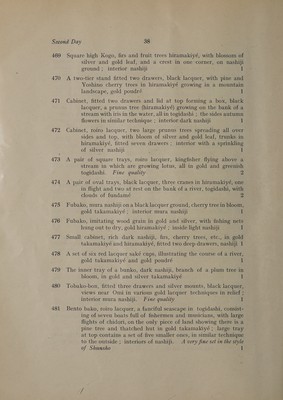 Second Day 38
469 Square high Kogo, firs and fruit trees hiramakiyé, with blossom of
silver and gold leaf, and a crest in one corner, on nashiji
ground ; interior nashiji 1
470 A two-tier stand fitted two drawers, black lacquer, with pine and
Yoshino cherry trees in hiramakiyé growing in a mountain
landscape, gold pondré 1
471 Cabinet, fitted two drawers and lid at top forming a box, black
lacquer, a prunus tree (hiramakiyé) growing on the bank of a
stream with iris in the water, all in togidashi ; the sides autumn
flowers in similar technique ; interior dark nashiji 1
472 Cabinet, roiro lacquer, two large prunus trees spreading all over
sides and top, with bloom of silver and gold leaf, trunks in
hiramakiyé, fitted seven drawers ; interior with a sprinkling
of silver nashiji 1
473 A pair of square trays, roiro lacquer, kingfisher flying above a
stream in which are growing lotus, all in gold and greenish
togidashi. Fine quality 2
474 A pair of oval trays, black lacquer, three cranes in hiramakiyé, one
in flight and two at rest on the bank of a river, togidashi, with
clouds of fundamé 2
475 Fubako, mura nashiji on a black lacquer ground, cherry tree in bloom,
gold takamakiyé ; interior mura nashiji 1
476 Fubako, imitating wood grain in gold and silver, with fishing nets
hung out to dry, gold hiramakiyé ; inside light nashiji 1
477 Small cabinet, rich dark nashiji, firs, cherry trees, etc., in gold
takamakiyé and hiramakiyé, fitted two deep drawers, nashiji 1
478 A set of six red lacquer saké cups, illustrating the course of a river,
gold takamakiyé and gold pondré 1
479 The inner tray of a bunko, dark nashiji, branch of a plum tree in
bloom, in gold and silver takamakiyé 1
480 Tobako-bon, fitted three drawers and silver mounts, black lacquer,
views near Omi in various gold lacquer techniques in relief ;
interior mura nashiji. Fine quality 1
481 Bento bako, roiro lacquer, a fanciful seascape in togidashi, consist-
ing of seven boats full of fishermen and musicians, with large
flights of chidori, on the only piece of land showing there is a
pine tree and thatched hut in gold takamakiyé ; large tray
at top contains a set of five smaller ones, in similar technique
to the outside ; interiors of nashiji. A very fine set in the style
of Shunsho 1